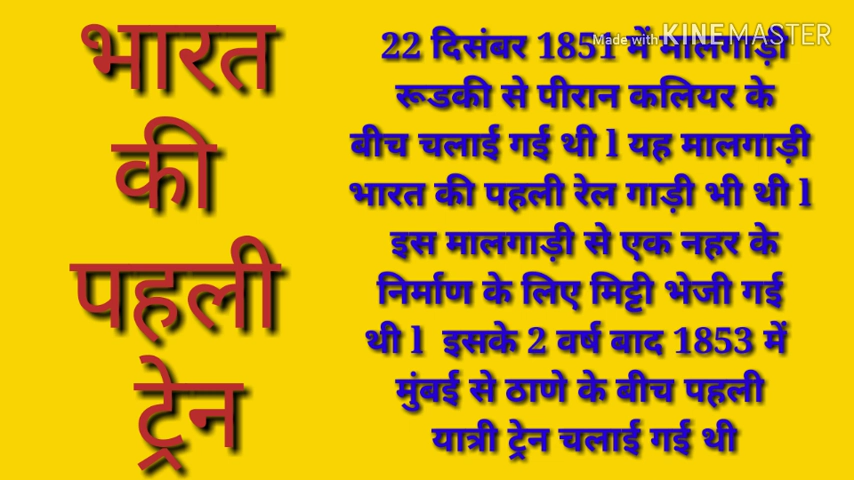 भारत
की
पहली
ट्रेन
Made with KINEMASTER
22 दिसंबर 1851 में मालगाड़ी
रूडकी से पीरान कलियर के
बीच चलाई गई थी l यह मालगाड़ी
भारत की पहली रेल गाड़ी भी थी l
इस मालगाड़ी से एक नहर के
निर्माण के लिए मिट्टी भेजी गई
थी l इसके 2 वर्ष बाद 1853 में
मुंबई से ठाणे के बीच पहली
यात्री ट्रेन चलाई गई थी